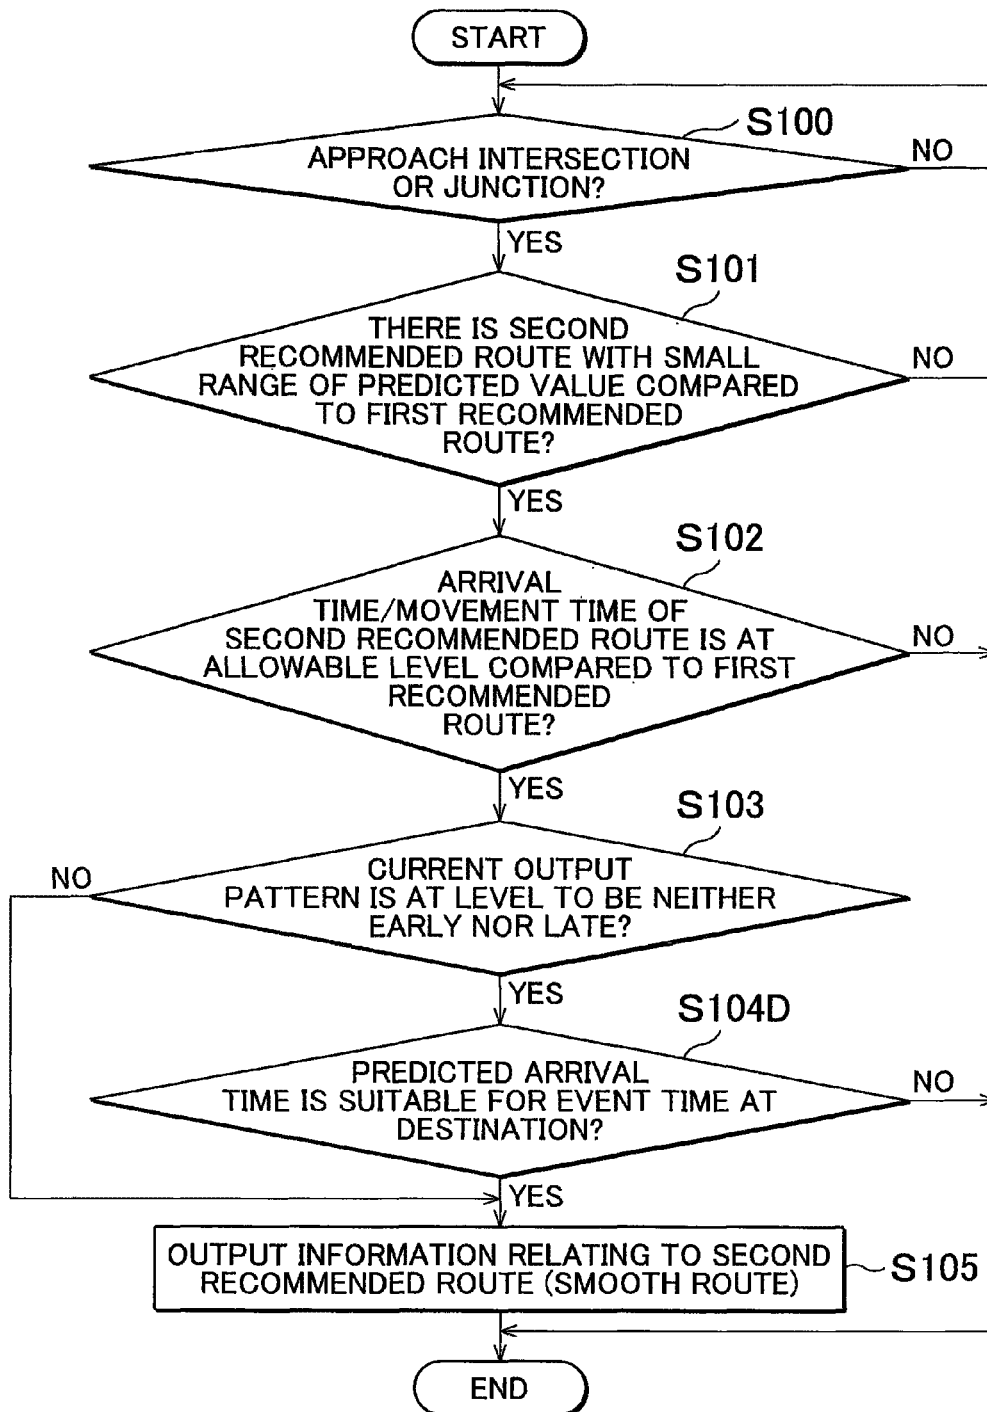 START
S100
APPROACH INTERSECTION
OR JUNCTION?
NO
YES
S101
THERE IS SECOND
RECOMMENDED ROUTE WITH SMALL
RANGE OF PREDICTED VALUE COMPARED
TO FIRST RECOMMENDED
ROUTE?
NO
YES
S102
ARRIVAL
TIME/MOVEMENT TIME OF
SECOND RECOMMENDED ROUTE IS AT
ALLOWABLE LEVEL COMPARED TO FIRST
RECOMMENDED
ROUTE?
NO
YES
S103
CURRENT OUTPUT
PATTERN IS AT LEVEL TO BE NEITHER
EARLY NOR LATE?
NO
YES
S104D
PREDICTED ARRIVAL
TIME IS SUITABLE FOR EVENT TIME AT
DESTINATION?
NO
YES
OUTPUT INFORMATION RELATING TO SECOND
RECOMMENDED ROUTE (SMOOTH ROUTE)
S105
END